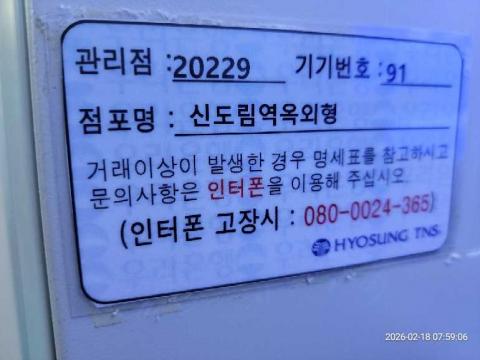 관리점 : 20229 기기번호 : 91
점포명 : 신도림역옥외형
거래이상이 발생한 경우 명세표를 참고하시고
문의사항은 인터폰을 이용해 주십시오.
(인터폰 고장시 : 080-0024-365)
HYOSUNG TNS
2026-02-18 07:59:06